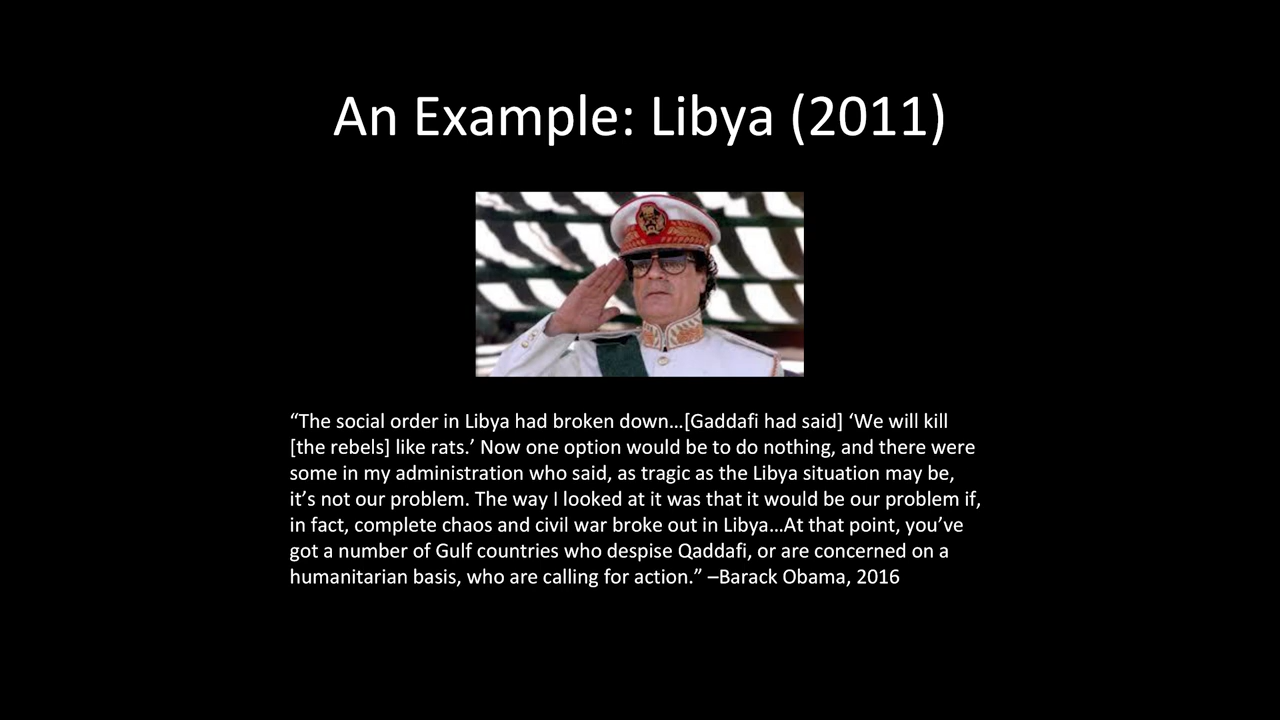 An Example: Libya (2011)
“The social order in Libya had broken down…[Gaddafi had said] ‘We will kill
[the rebels] like rats.’ Now one option would be to do nothing, and there were
some in my administration who said, as tragic as the Libya situation may be,
it’s not our problem. The way I looked at it was that it would be our problem if,
in fact, complete chaos and civil war broke out in Libya…At that point, you’ve
got a number of Gulf countries who despise Qaddafi, or are concerned on a
humanitarian basis, who are calling for action.” –Barack Obama, 2016